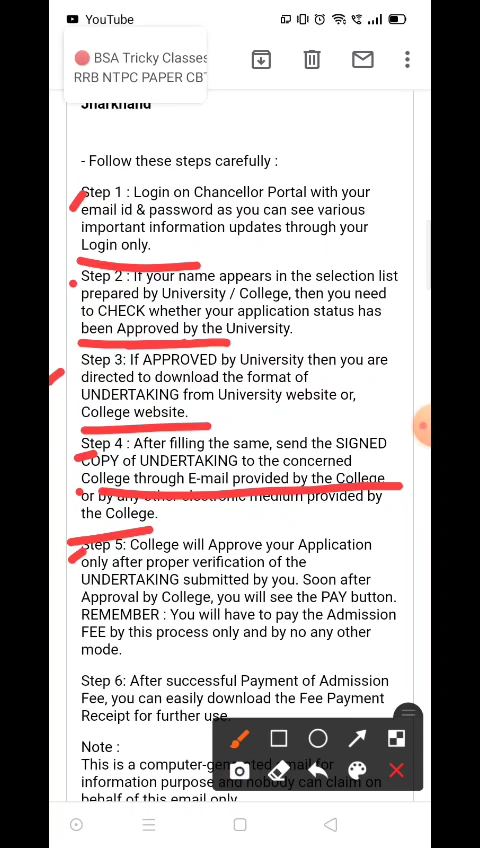 YouTube
BSA Tricky Classes
RRB NTPC PAPER CBT
Jharkhand
- Follow these steps carefully :
Step 1 : Login on Chancellor Portal with your
email id & password as you can see various
important information updates through your
Login only.
Step 2 : If your name appears in the selection list
prepared by University / College, then you need
to CHECK whether your application status has
been Approved by the University.
Step 3: If APPROVED by University then you are
directed to download the format of
UNDERTAKING from University website or,
College website.
Step 4 : After filling the same, send the SIGNED
COPY of UNDERTAKING to the concerned
College through E-mail provided by the College
or by any other electronic medium provided by
the College.
Step 5: College will Approve your Application
only after proper verification of the
UNDERTAKING submitted by you. Soon after
Approval by College, you will see the PAY button.
REMEMBER : You will have to pay the Admission
FEE by this process only and by no any other
mode.
Step 6: After successful Payment of Admission
Fee, you can easily download the Fee Payment
Receipt for further use.
Note :
This is a computer-generated email for
information purpose and nobody can claim on
behalf of this email only.